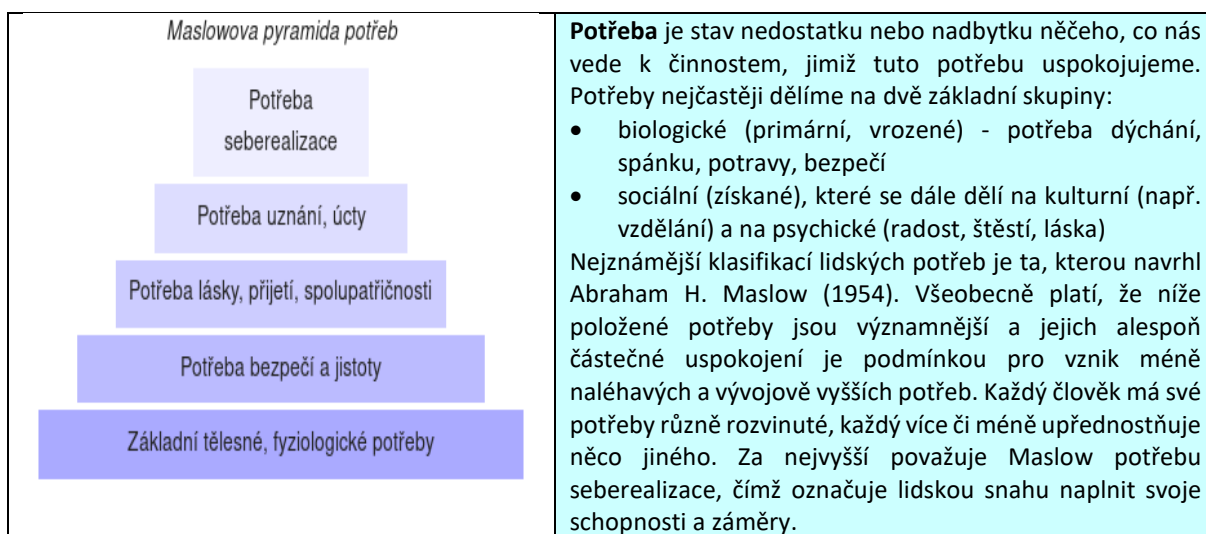 Maslowova pyramida potřeb
Potřeba
seberealizace
Potřeba uznání, úcty
Potřeba lásky, přijetí, spolupatřičnosti
Potřeba bezpečí a jistoty
Základní tělesné, fyziologické potřeby
Potřeba je stav nedostatku nebo nadbytku něčeho, co nás
vede k činnostem, jimiž tuto potřebu uspokojujeme.
Potřeby nejčastěji dělíme na dvě základní skupiny:
• biologické (primární, vrozené) - potřeba dýchání,
spánku, potravy, bezpečí
• sociální (získané), které se dále dělí na kulturní (např.
vzdělání) a na psychické (radost, štěstí, láska)
Nejznámější klasifikací lidských potřeb je ta, kterou navrhl
Abraham H. Maslow (1954). Všeobecně platí, že níže
položené potřeby jsou významnější a jejich alespoň
částečné uspokojení je podmínkou pro vznik méně
naléhavých a vývojově vyšších potřeb. Každý člověk má své
potřeby různě rozvinuté, každý více či méně upřednostňuje
něco jiného. Za nejvyšší považuje Maslow potřebu
seberealizace, čímž označuje lidskou snahu naplnit svoje
schopnosti a záměry.